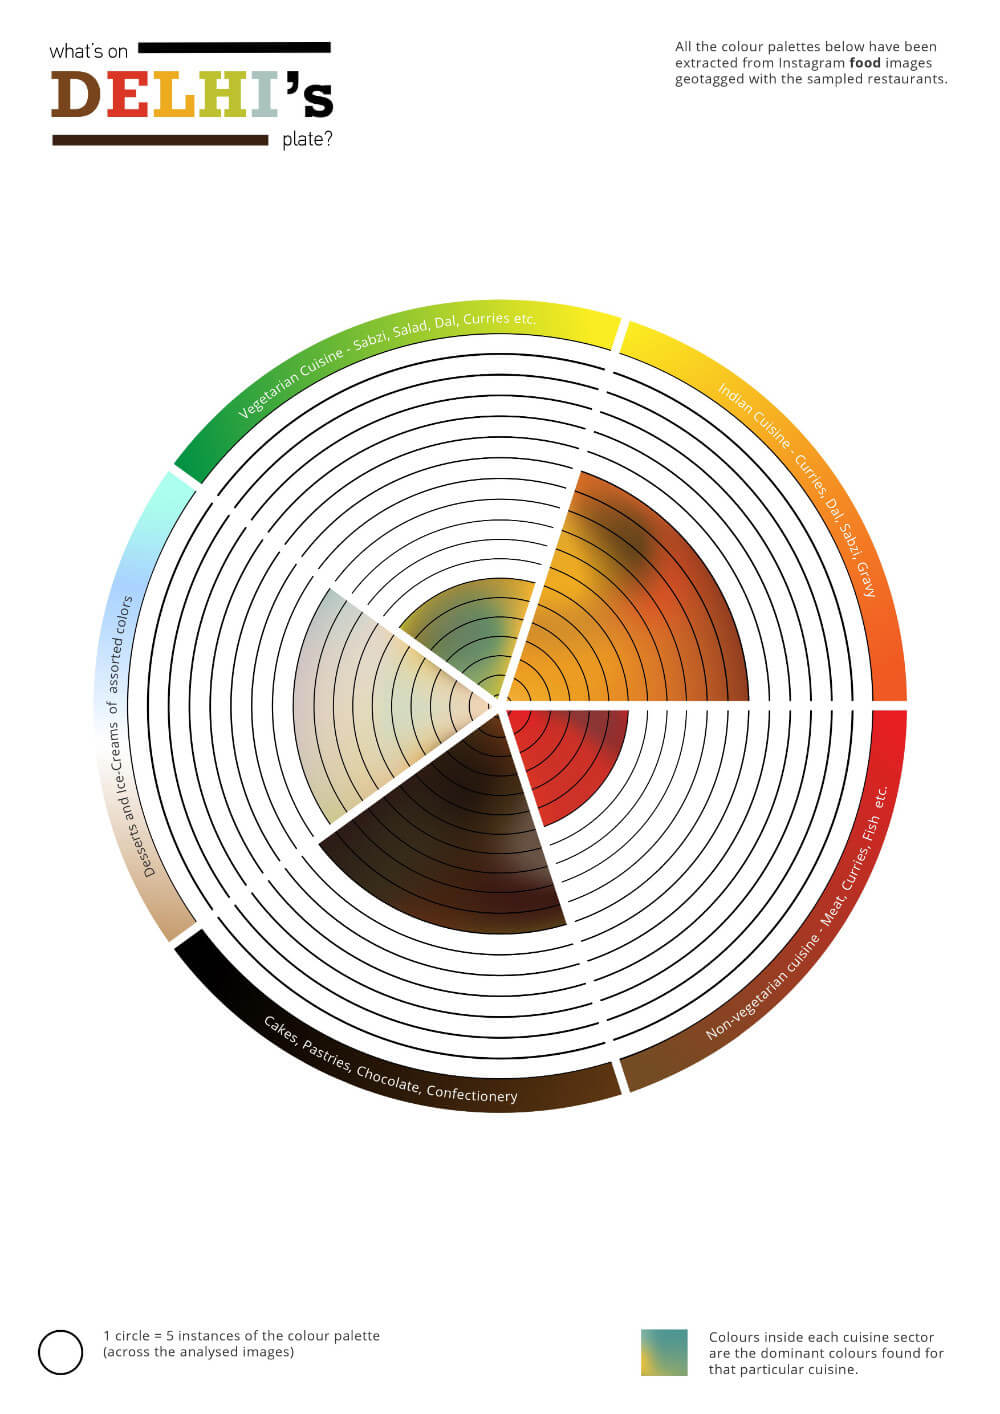 what's on
DELHI's
plate?
All the colour palettes below have been
extracted from Instagram food images
geotagged with the sampled restaurants.
Vegetarian Cuisine - Sabzi, Salad, Dal, Curries etc.
Indian Cuisine - Curries, Dal, Sabzi, Gravy
Desserts and Ice-Creams of assorted colors
Non-vegetarian cuisine - Meat, Curries, Fish etc.
Cakes, Pastries, Chocolate, Confectionery
1 circle = 5 instances of the colour palette
(across the analysed images)
Colours inside each cuisine sector
are the dominant colours found for
that particular cuisine.